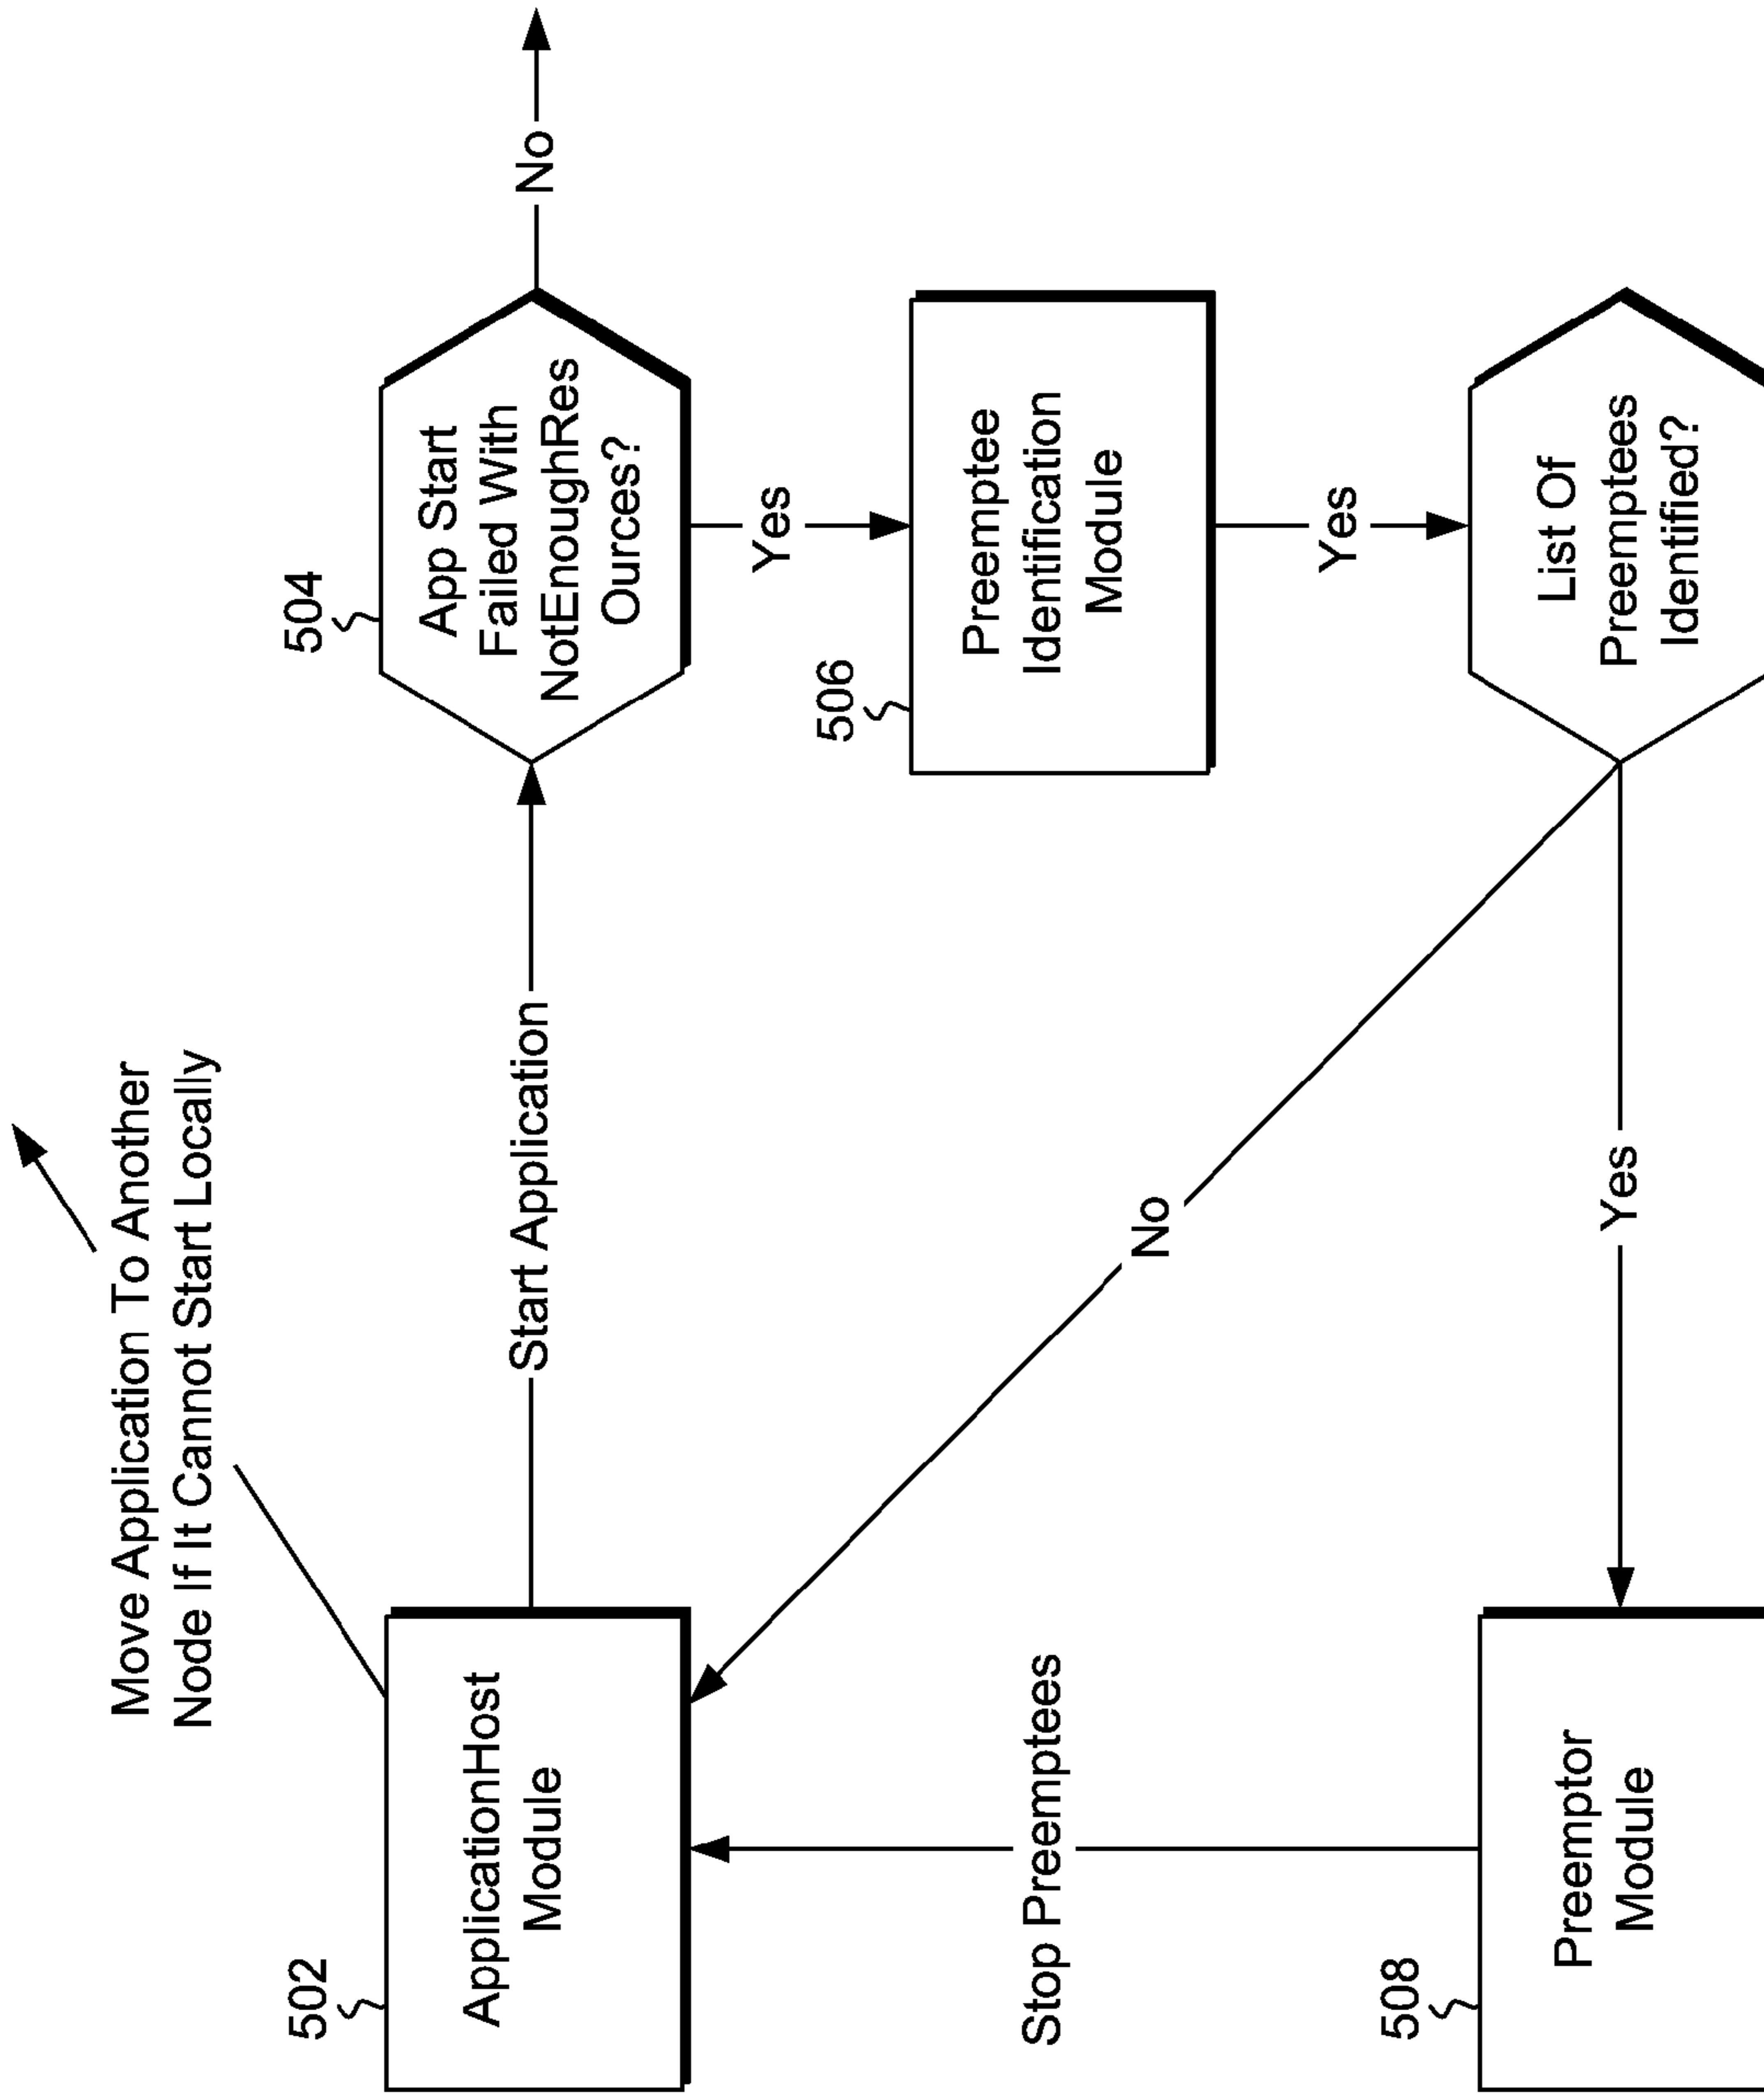 Move Application To Another
Node If It Cannot Start Locally
502
ApplicationHost
Module
Start Application
504
App Start
Failed With
NotEnoughRes
Ources?
No
Yes
506
Preemptee
Identification
Module
Yes
List Of
Preemptees
Identified?
No
Yes
Stop Preemptees
508
Preemptor
Module